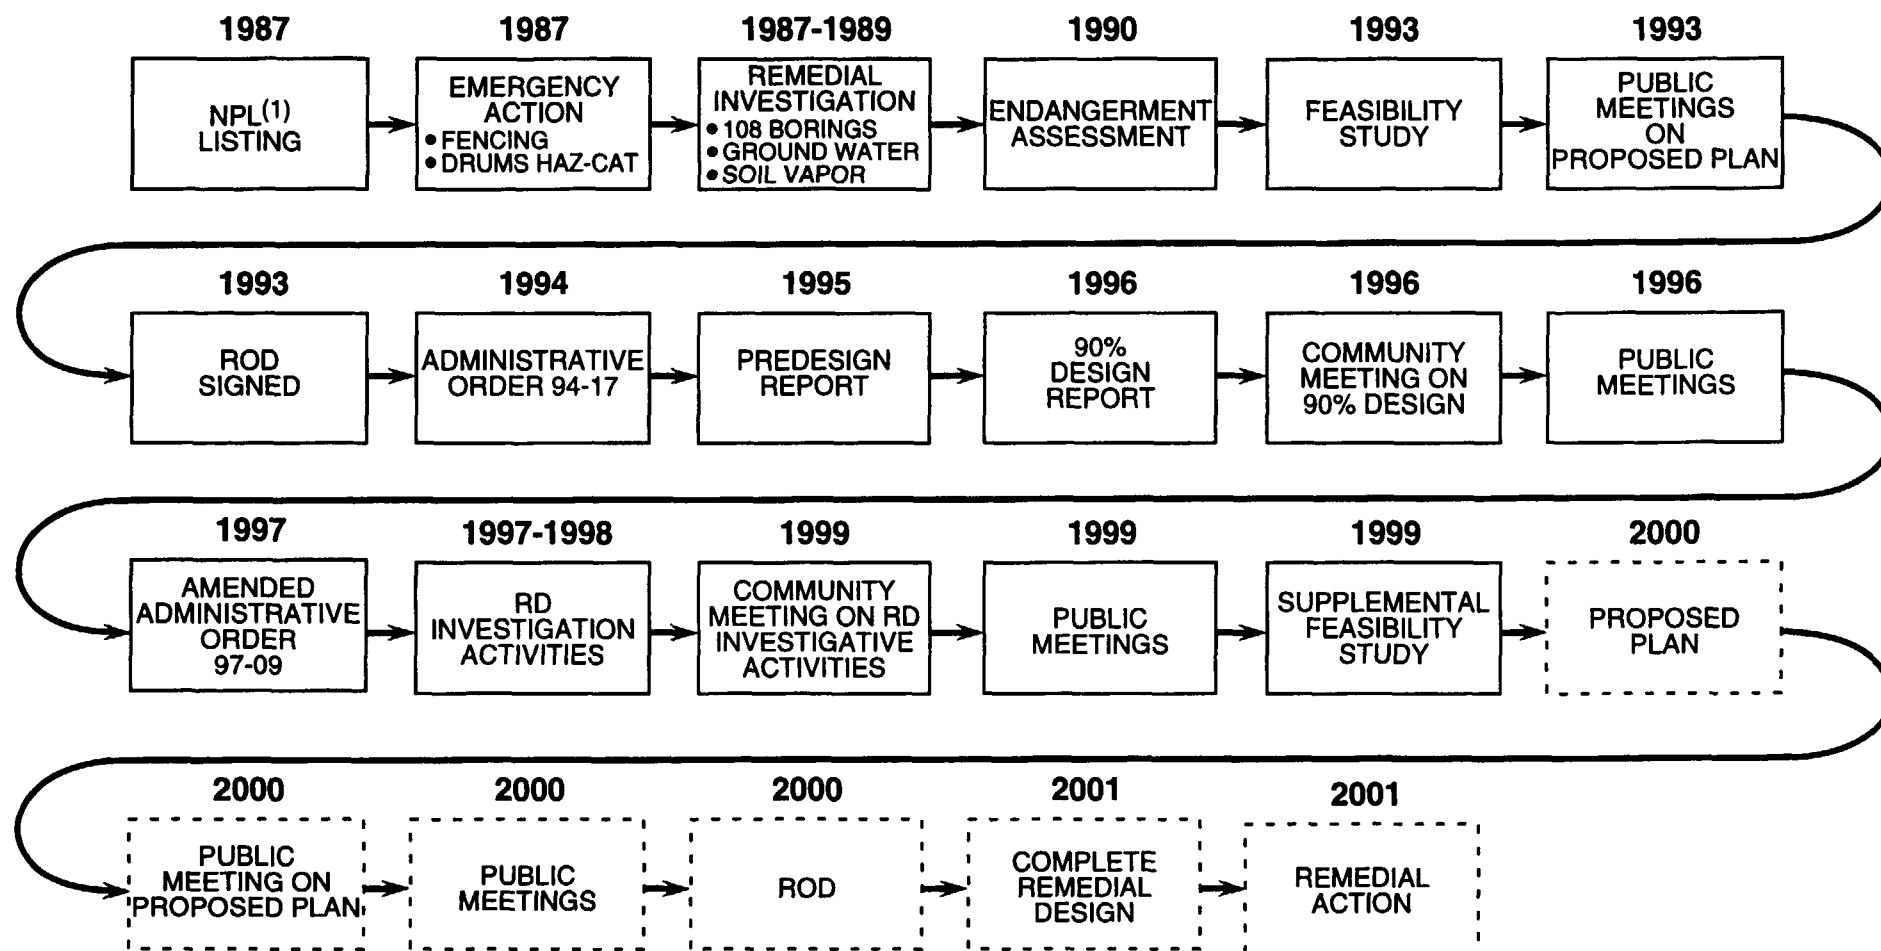 1987
NPL(1)
LISTING
1987
EMERGENCY
ACTION
• FENCING
• DRUMS HAZ-CAT
1987-1989
REMEDIAL
INVESTIGATION
• 108 BORINGS
• GROUND WATER
• SOIL VAPOR
1990
ENDANGERMENT
ASSESSMENT
1993
FEASIBILITY
STUDY
1993
PUBLIC
MEETINGS
ON
PROPOSED PLAN
1993
ROD
SIGNED
1994
ADMINISTRATIVE
ORDER 94-17
1995
PREDESIGN
REPORT
1996
90%
DESIGN
REPORT
1996
COMMUNITY
MEETING ON
90% DESIGN
1996
PUBLIC
MEETINGS
1997
AMENDED
ADMINISTRATIVE
ORDER
97-09
1997-1998
RD
INVESTIGATION
ACTIVITIES
1999
COMMUNITY
MEETING ON RD
INVESTIGATIVE
ACTIVITIES
1999
PUBLIC
MEETINGS
1999
SUPPLEMENTAL
FEASIBILITY
STUDY
2000
PROPOSED
PLAN
2000
PUBLIC
MEETING ON
PROPOSED PLAN
2000
PUBLIC
MEETINGS
2000
ROD
2001
COMPLETE
REMEDIAL
DESIGN
2001
REMEDIAL
ACTION